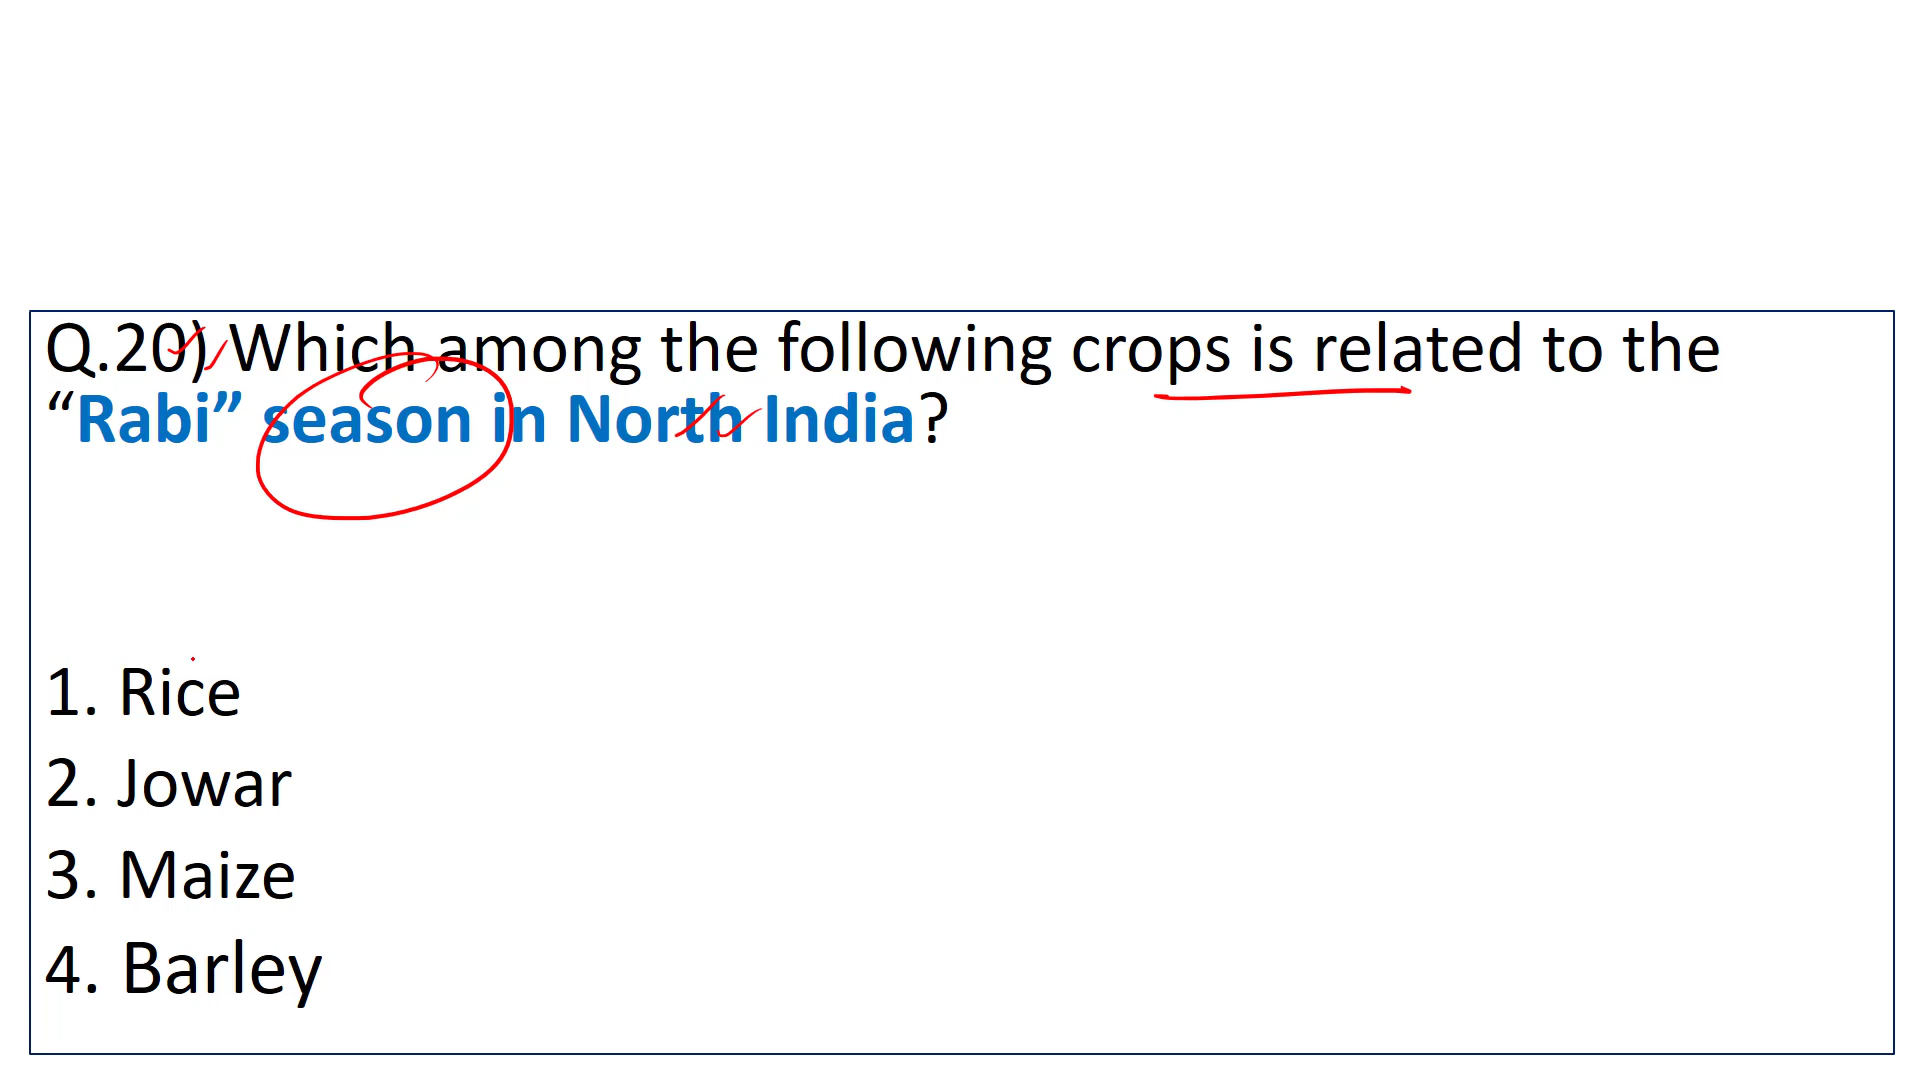 Q.20) Which among the following crops is related to the
“Rabi” season in North India?
1. Rice
2. Jowar
3. Maize
4. Barley